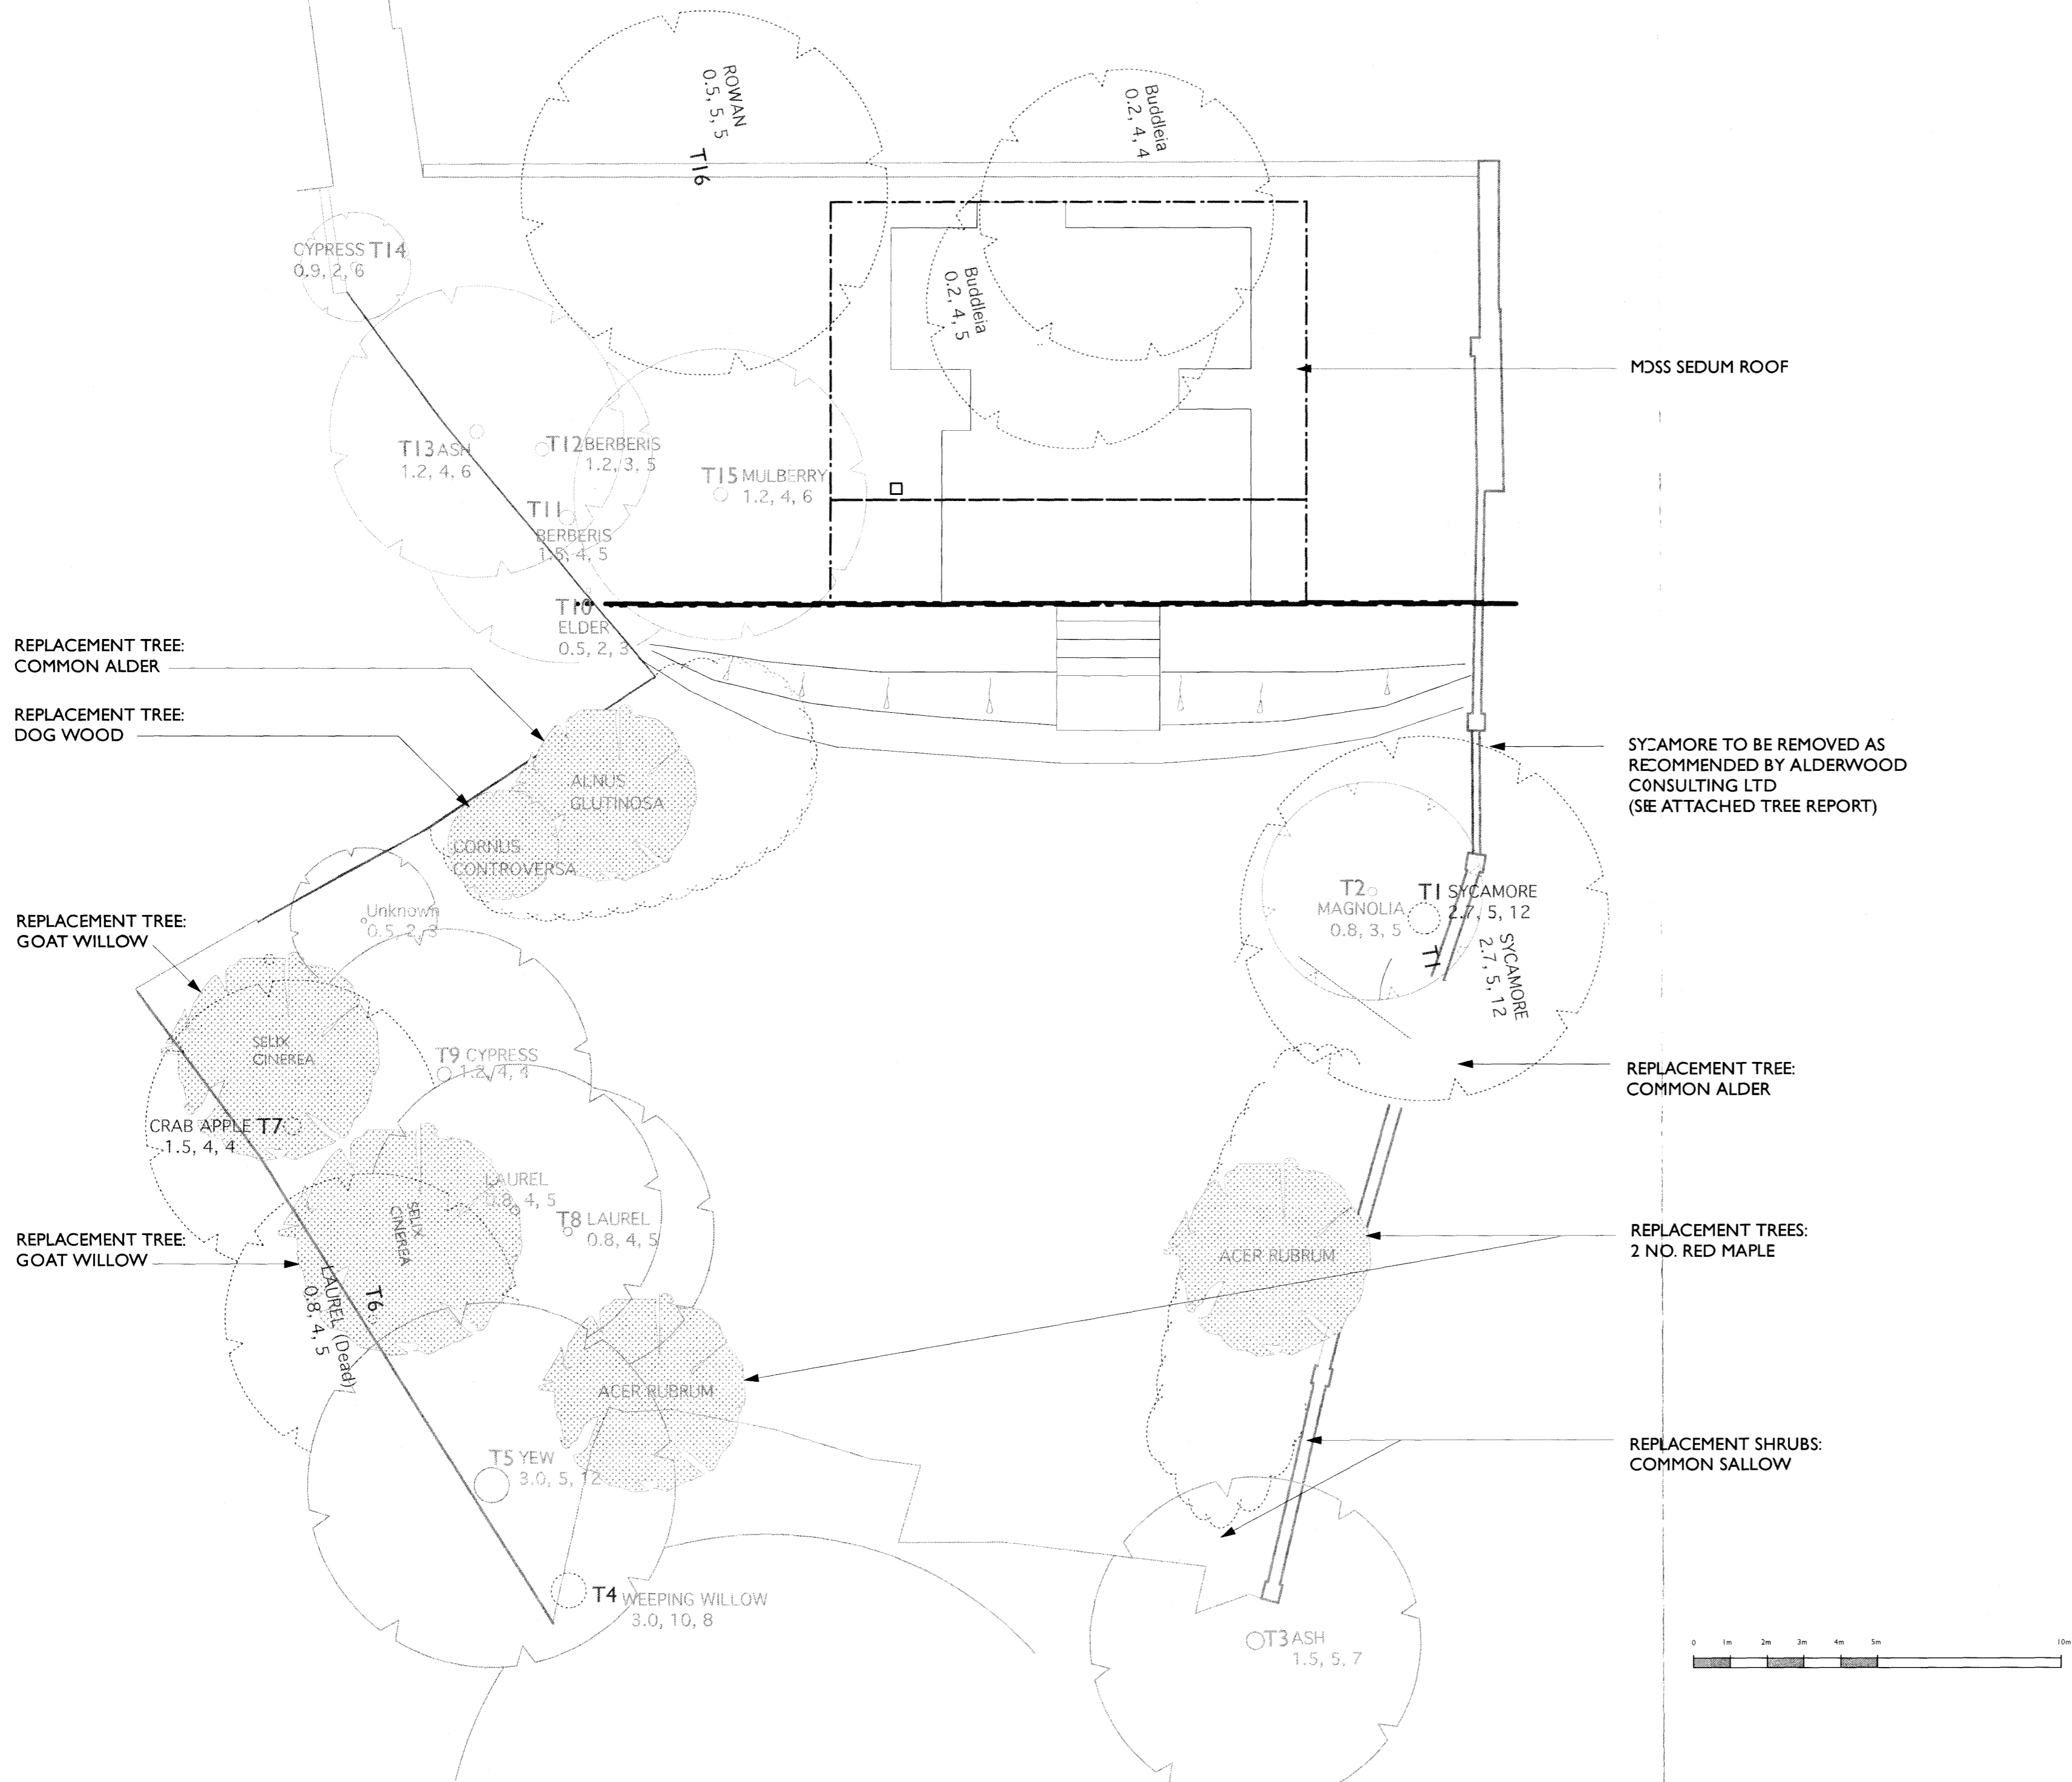 ROWAN
0.5, 5, 5
T16
Buddleia
0.2, 4, 4
CYPRESS T14
0.9, 2, 6
Buddleia
0.2, 4, 5
MOSS SEDUM ROOF
T13 ASH
1.2, 4, 6
T12 BERBERIS
1.2, 3, 5
T15 MULBERRY
1.2, 4, 6
T11
BERBERIS
1.5, 4, 5
T10
ELDER
0.5, 2, 3
REPLACEMENT TREE:
COMMON ALDER
REPLACEMENT TREE:
DOG WOOD
ALNUS
GLUTINOSA
CORNUS
CONTROVERSA
SYCAMORE TO BE REMOVED AS
RECOMMENDED BY ALDERWOOD
CONSULTING LTD
(SEE ATTACHED TREE REPORT)
T2
MAGNOLIA
0.8, 3, 5
T1 SYCAMORE
2.7, 5, 12
T1
SYCAMORE
2.7, 5, 12
Unknown
0.5, 2, 3
REPLACEMENT TREE:
GOAT WILLOW
SELIX
CINEREA
T9 CYPRESS
1.2, 4, 4
REPLACEMENT TREE:
COMMON ALDER
CRAB APPLE T7
1.5, 4, 4
LAUREL
0.8, 4, 5
T8 LAUREL
0.8, 4, 5
SELIX
CINEREA
REPLACEMENT TREE:
GOAT WILLOW
T6
LAUREL (Dead)
0.8, 4, 5
ACER RUBRUM
REPLACEMENT TREES:
2 NO. RED MAPLE
ACER RUBRUM
T5 YEW
3.0, 5, 12
REPLACEMENT SHRUBS:
COMMON SALLOW
T4 WEEPING WILLOW
3.0, 10, 8
T3 ASH
1.5, 5, 7
0 1m 2m 3m 4m 5m 10m